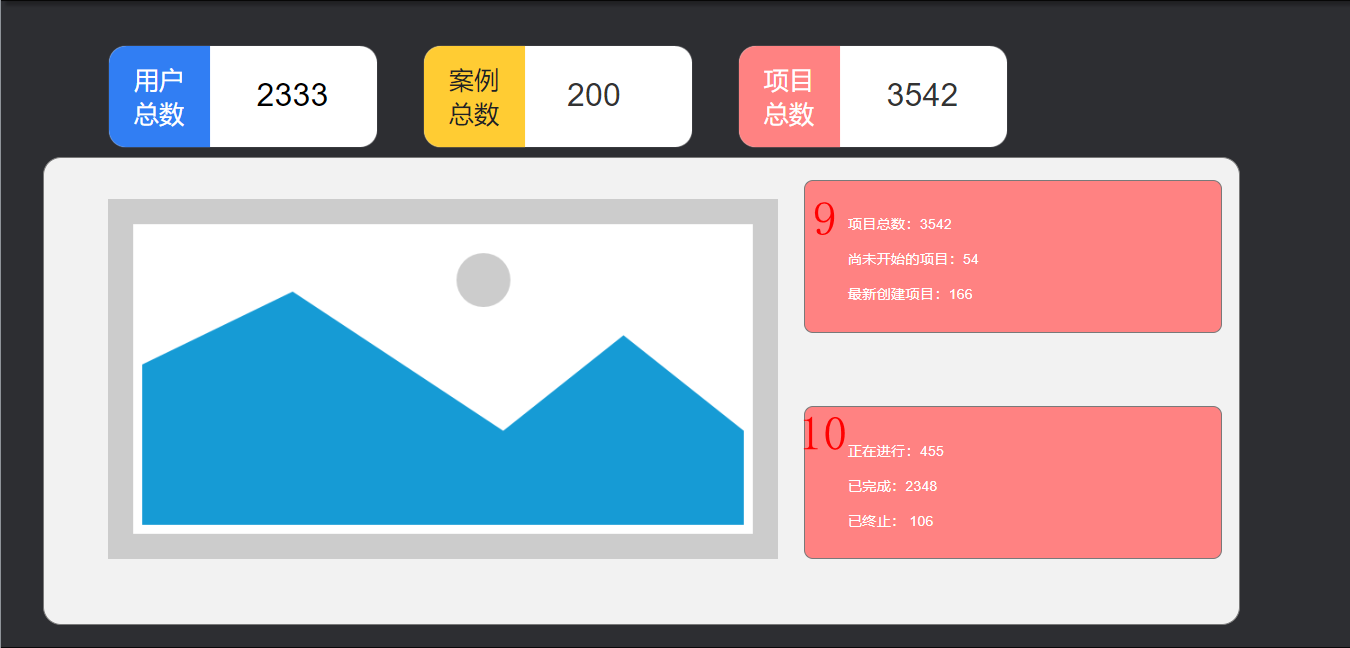 用户
总数
2333
案例
总数
200
项目
总数
3542
9
项目总数：3542
尚未开始的项目：54
最新创建项目：166
10
正在进行：455
已完成：2348
已终止： 106